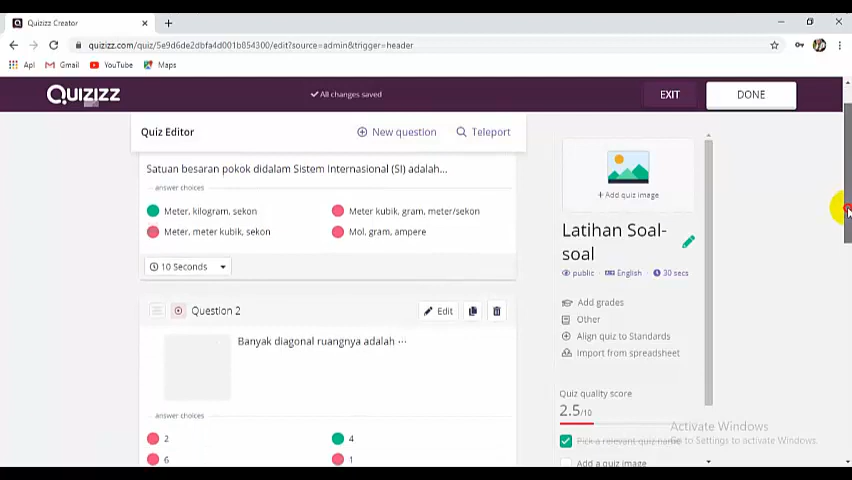 Quizizz Creator
quizizz.com/quiz/5e9d6de2dbfa4d001b854300/edit?source=admin&trigger=header
Apl Gmail YouTube Maps
Quizizz
All changes saved
EXIT
DONE
Quiz Editor
New question
Teleport
Satuan besaran pokok didalam Sistem Internasional (SI) adalah...
answer choices
Meter, kilogram, sekon
Meter kubik, gram, meter/sekon
Meter, meter kubik, sekon
Mol, gram, ampere
10 Seconds
Question 2
Edit
Banyak diagonal ruangnya adalah ⋯
answer choices
2
4
6
1
+ Add quiz image
Latihan Soal-
soal
public English 30 secs
Add grades
Other
Align quiz to Standards
Import from spreadsheet
Quiz quality score
2.5/10
Pick a relevant quiz name
Add a quiz image
Activate Windows
Go to Settings to activate Windows.